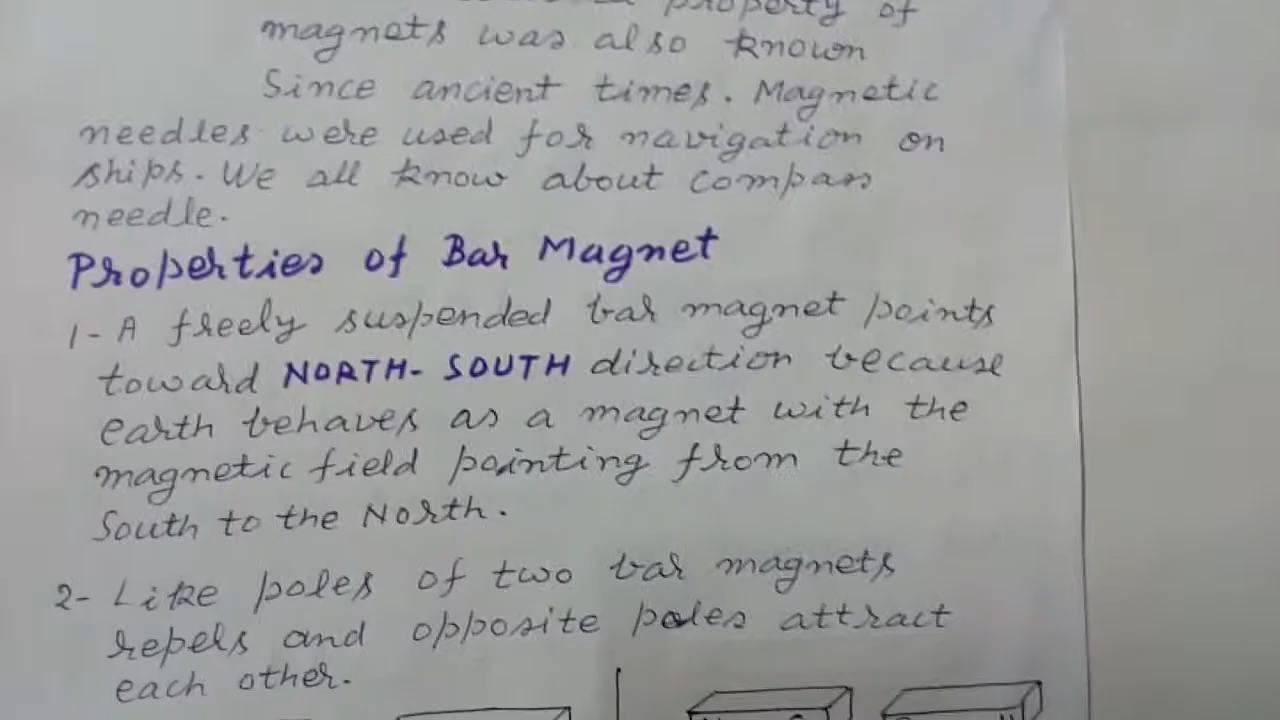 property of
magnets was also known
Since ancient times. Magnetic
needles were used for navigation on
ships. We all know about compass
needle.
Properties of Bar Magnet
1- A freely suspended bar magnet points
toward NORTH- SOUTH direction because
earth behaves as a magnet with the
magnetic field pointing from the
South to the North.
2- Like poles of two bar magnets
repels and opposite poles attract
each other.